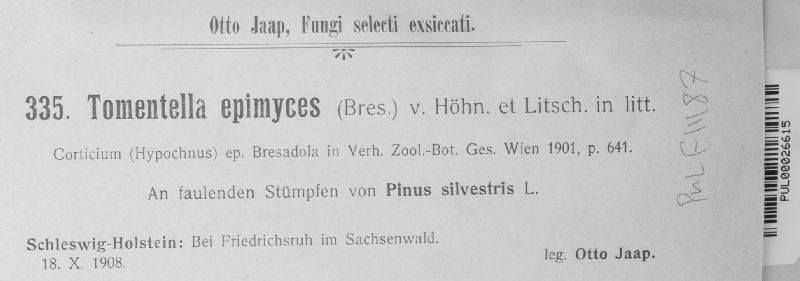 Otto Jaap, Fungi selecti exsiccati.
335. Tomentella epimyces (Bres.) v. Höhn. et Litsch. in litt.
Corticium (Hypochnus) ep. Bresadola in Verh. Zool.-Bot. Ges. Wien 1901, p. 641.
An faulenden Stümpfen von Pinus silvestris L.
Schleswig-Holstein: Bei Friedrichsruh im Sachsenwald.
18. X. 1908.
leg. Otto Jaap.
PUL F 11187
PUL00026615